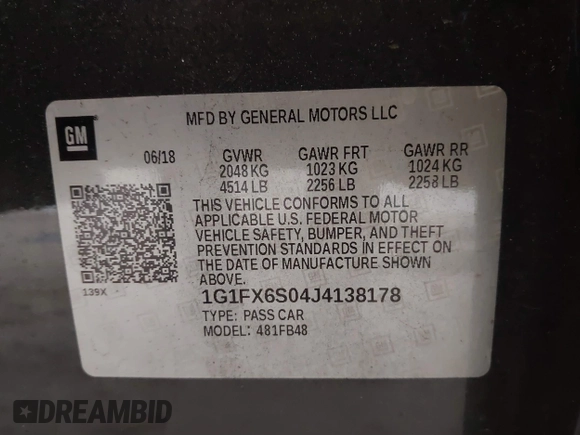 MFD BY GENERAL MOTORS LLC
GM
06/18
GVWR GAWR FRT GAWR RR
2048 KG 1023 KG 1024 KG
4514 LB 2256 LB 2258 LB
THIS VEHICLE CONFORMS TO ALL
APPLICABLE U.S. FEDERAL MOTOR
VEHICLE SAFETY, BUMPER, AND THEFT
PREVENTION STANDARDS IN EFFECT ON
THE DATE OF MANUFACTURE SHOWN
ABOVE.
139X
1G1FX6S04J4138178
TYPE: PASS CAR
MODEL: 481FB48
DREAMBID